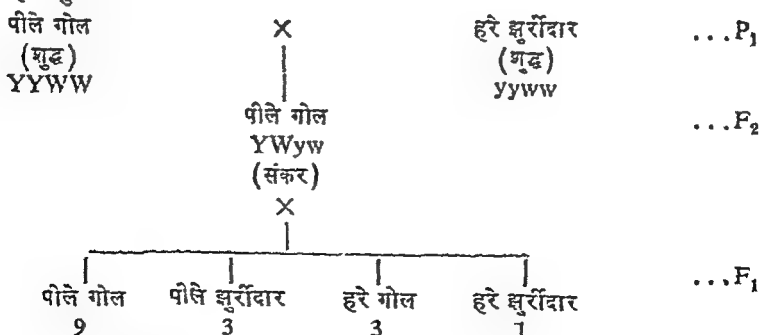 पीले गोल × हरे झुर्रीदार ...P₁
(शुद्ध) (शुद्ध)
YYWW yyww
पीले गोल ...F₂
YWyw
(संकर)
×
पीले गोल पीले झुर्रीदार हरे गोल हरे झुर्रीदार ...F₁
9 3 3 1